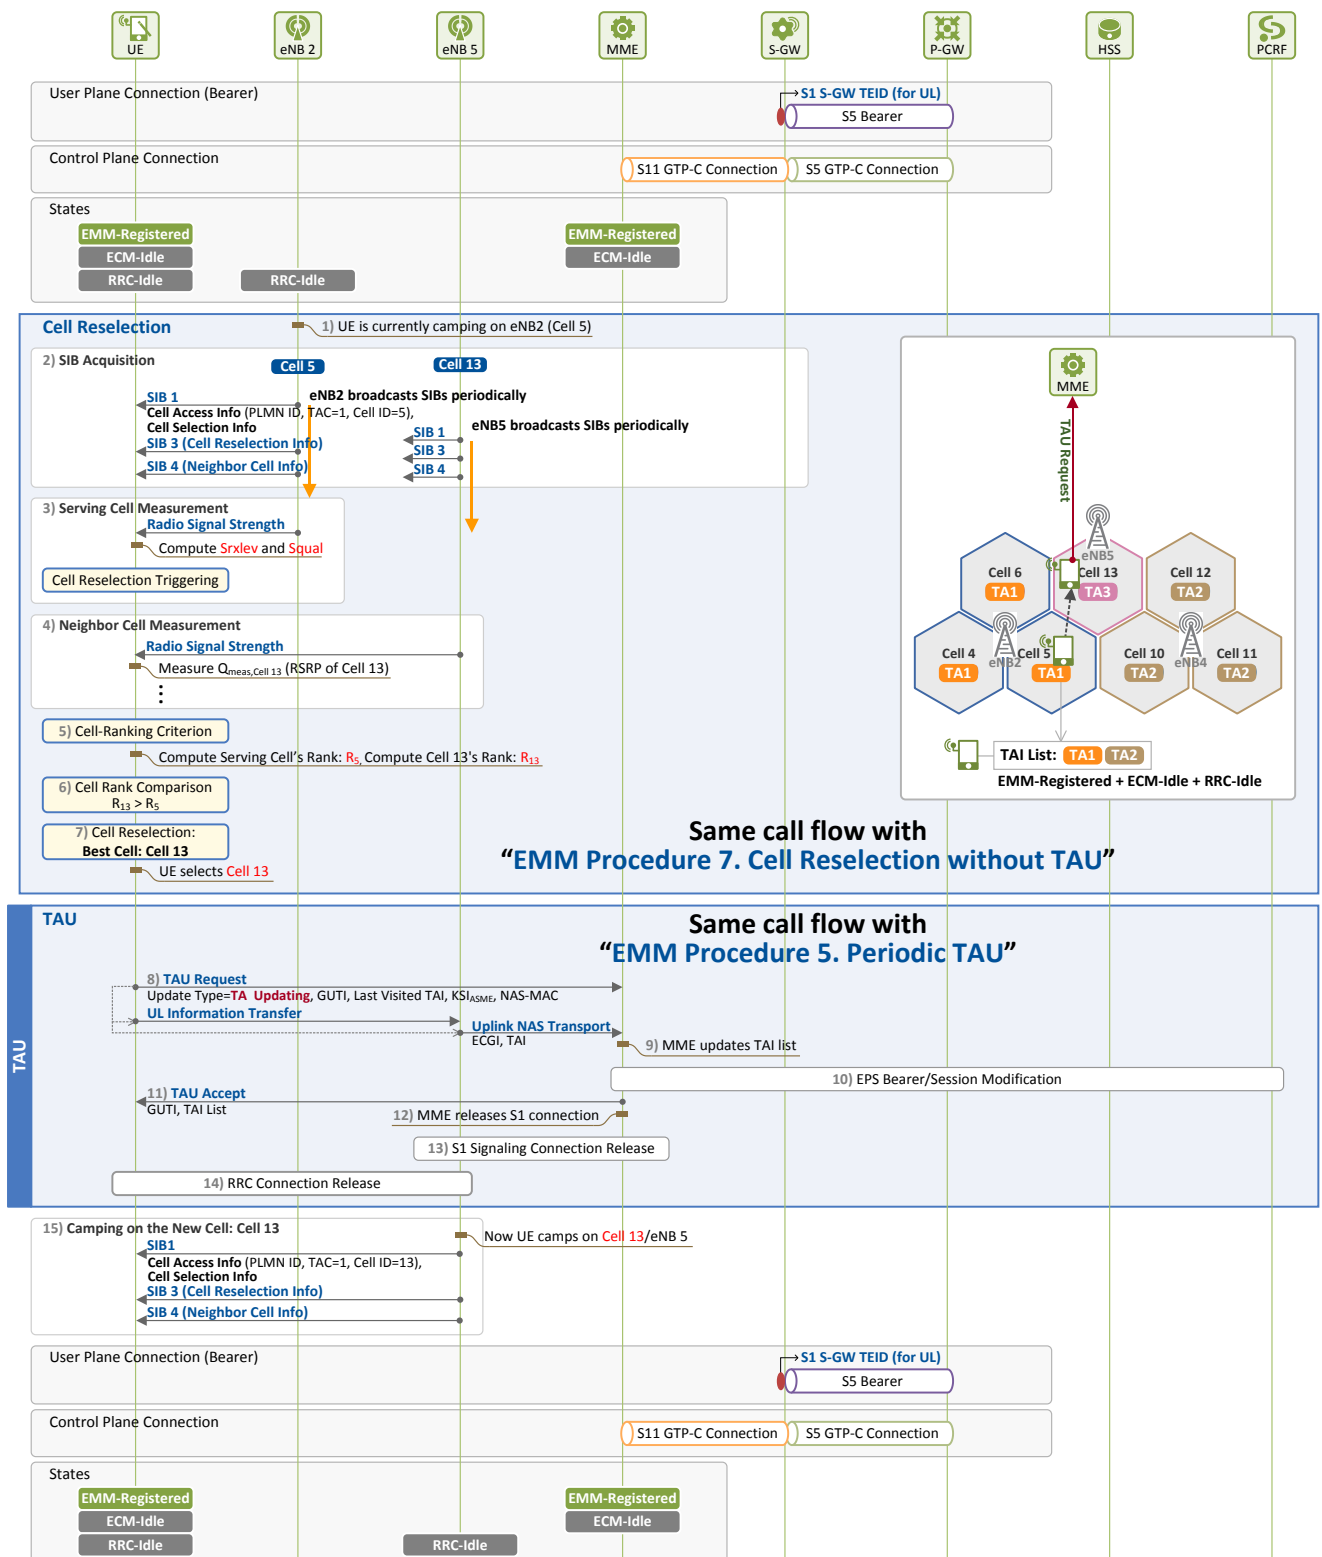 UE
eNB 2
eNB 5
MME
S-GW
P-GW
HSS
PCRF
User Plane Connection (Bearer)
S1 S-GW TEID (for UL)
S5 Bearer
Control Plane Connection
S11 GTP-C Connection
S5 GTP-C Connection
States
EMM-Registered
EMM-Registered
ECM-Idle
ECM-Idle
RRC-Idle
RRC-Idle
Cell Reselection
1) UE is currently camping on eNB2 (Cell 5)
2) SIB Acquisition
Cell 5
Cell 13
SIB 1
eNB2 broadcasts SIBs periodically
Cell Access Info (PLMN ID, TAC=1, Cell ID=5),
Cell Selection Info
eNB5 broadcasts SIBs periodically
SIB 1
SIB 3 (Cell Reselection Info)
SIB 3
SIB 4 (Neighbor Cell Info)
SIB 4
3) Serving Cell Measurement
Radio Signal Strength
Compute Srxlev and Squal
Cell Reselection Triggering
4) Neighbor Cell Measurement
Radio Signal Strength
Measure Qmeas,Cell 13 (RSRP of Cell 13)
5) Cell-Ranking Criterion
Compute Serving Cell’s Rank: R5, Compute Cell 13's Rank: R13
6) Cell Rank Comparison
R13 > R5
7) Cell Reselection:
Best Cell: Cell 13
UE selects Cell 13
MME
TAU Request
eNB5
Cell 6
TA1
Cell 13
TA3
Cell 12
TA2
Cell 4
TA1
eNB2
Cell 5
TA1
Cell 10
TA2
eNB4
Cell 11
TA2
TAI List: TA1 TA2
EMM-Registered + ECM-Idle + RRC-Idle
Same call flow with
“EMM Procedure 7. Cell Reselection without TAU”
TAU
TAU
Same call flow with
“EMM Procedure 5. Periodic TAU”
8) TAU Request
Update Type=TA Updating, GUTI, Last Visited TAI, KSIASME, NAS-MAC
UL Information Transfer
Uplink NAS Transport
ECGI, TAI
9) MME updates TAI list
10) EPS Bearer/Session Modification
11) TAU Accept
GUTI, TAI List
12) MME releases S1 connection
13) S1 Signaling Connection Release
14) RRC Connection Release
15) Camping on the New Cell: Cell 13
Now UE camps on Cell 13/eNB 5
SIB1
Cell Access Info (PLMN ID, TAC=1, Cell ID=13),
Cell Selection Info
SIB 3 (Cell Reselection Info)
SIB 4 (Neighbor Cell Info)
User Plane Connection (Bearer)
S1 S-GW TEID (for UL)
S5 Bearer
Control Plane Connection
S11 GTP-C Connection
S5 GTP-C Connection
States
EMM-Registered
EMM-Registered
ECM-Idle
ECM-Idle
RRC-Idle
RRC-Idle